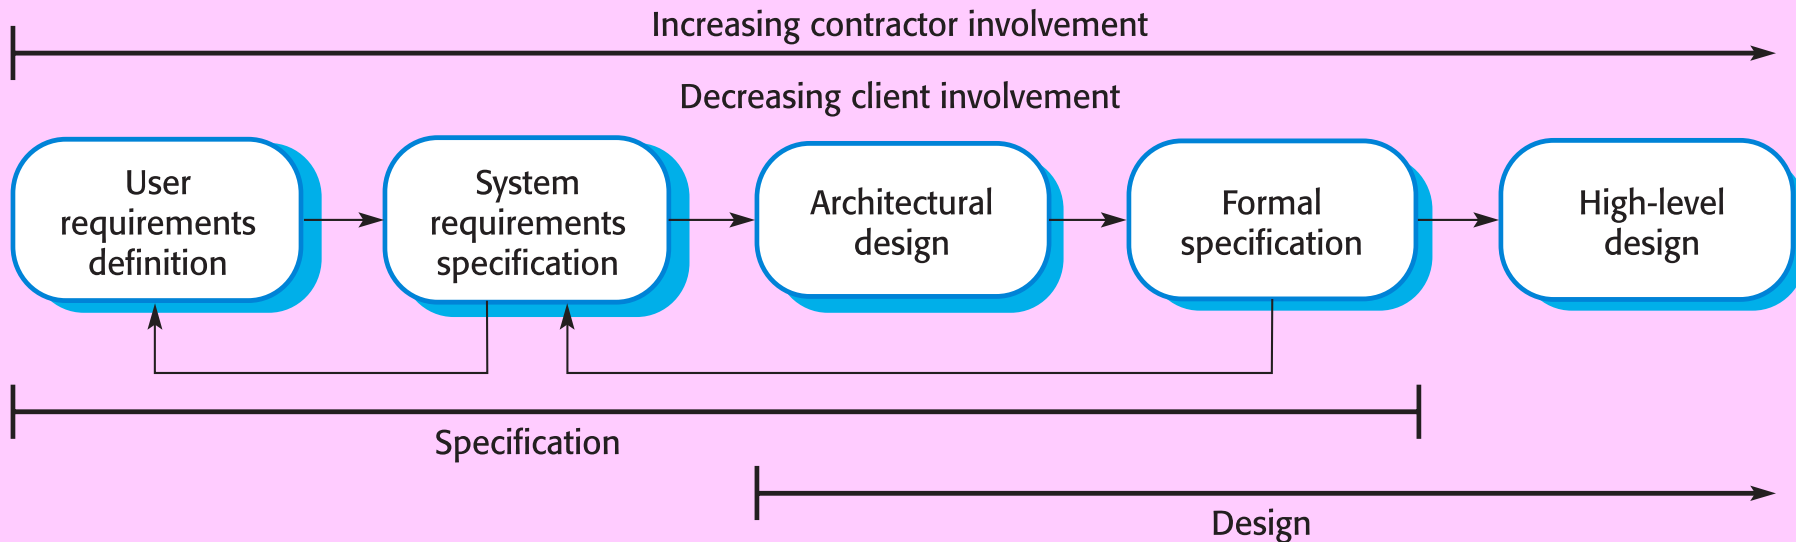 Increasing contractor involvement
Decreasing client involvement
User
requirements
definition
System
requirements
specification
Architectural
design
Formal
specification
High-level
design
Specification
Design